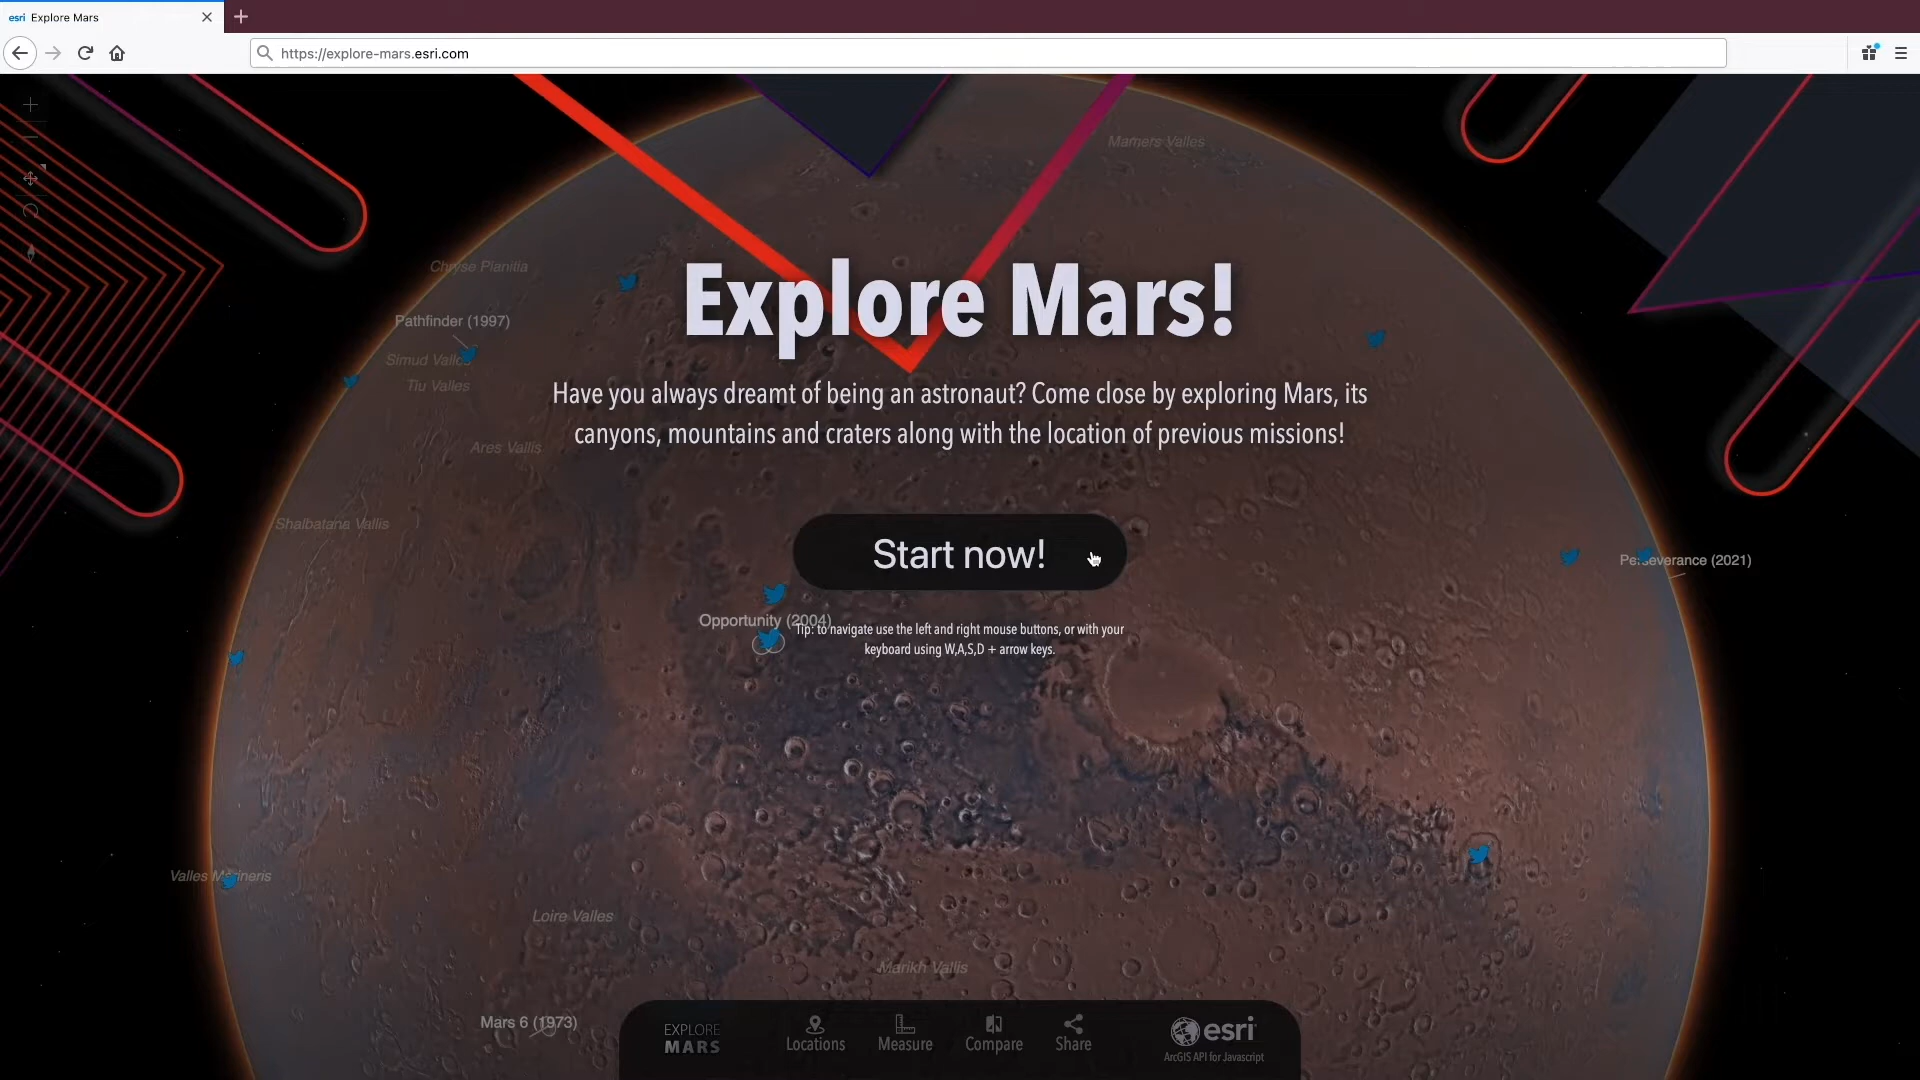 esri Explore Mars
https://explore-mars.esri.com
Mamers Valles
Chryse Planitia
Explore Mars!
Pathfinder (1997)
Simud Valles
Tiu Valles
Have you always dreamt of being an astronaut? Come close by exploring Mars, its
canyons, mountains and craters along with the location of previous missions!
Ares Vallis
Shalbatana Vallis
Start now!
Perseverance (2021)
Opportunity (2004)
Tip: to navigate use the left and right mouse buttons, or with your
keyboard using W,A,S,D + arrow keys.
Valles Marineris
Loire Valles
Marikh Vallis
Mars 6 (1973)
EXPLORE
MARS
Locations
Measure
Compare
Share
esri
ArcGIS API for Javascript